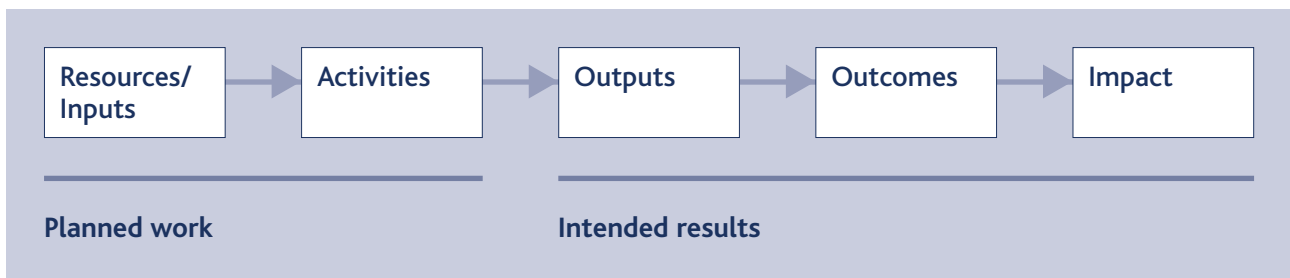 Resources/
Inputs
Activities
Outputs
Outcomes
Impact
Planned work
Intended results